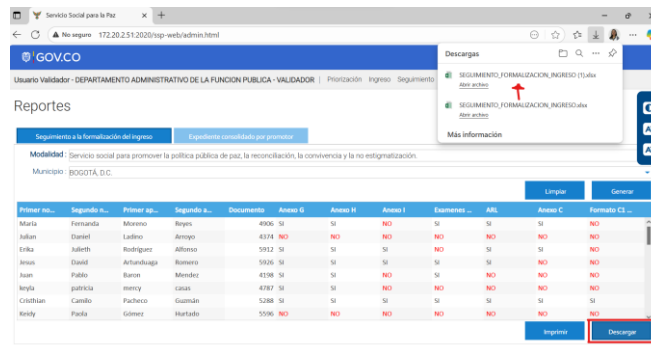 Servicio Social para la Paz
No seguro 172.20.2.51:2020/ssp-web/admin.html
GOV.CO
Descargas
SEGUIMIENTO_FORMALIZACION_INGRESO (1).xlsx
Abrir archivo
SEGUIMIENTO_FORMALIZACION_INGRESO.xlsx
Abrir archivo
Más información
Usuario Validador - DEPARTAMENTO ADMINISTRATIVO DE LA FUNCION PUBLICA - VALIDADOR | Priorización Ingreso Seguimiento
Reportes
Seguimiento a la formalización del ingreso Expediente consolidado por promotor
Modalidad : Servicio social para promover la política pública de paz, la reconciliación, la convivencia y la no estigmatización.
Municipio : BOGOTÁ, D.C.
Limpiar Generar
Primer no... Segundo n... Primer ap... Segundo a... Documento Anexo G Anexo H Anexo I Examenes ... ARL Anexo C Formato C1 ...
María Fernanda Moreno Reyes 4906 SI SI NO SI SI SI NO
Julian Daniel Ladino Arroyo 4374 NO NO NO NO NO NO NO
Erika Julieth Rodríguez Alfonso 5912 SI SI SI NO SI SI NO
Jesus David Artunduaga Romero 5926 SI SI SI SI SI SI NO
Juan Pablo Baron Mendez 4198 SI SI NO SI SI SI NO
keyla patricia mercy casas 4787 SI SI NO NO SI SI NO
Cristhian Camilo Pacheco Guzmán 5288 SI SI SI SI SI SI SI
Keidy Paola Gómez Hurtado 5596 NO NO NO NO NO NO NO
Imprimir Descargar